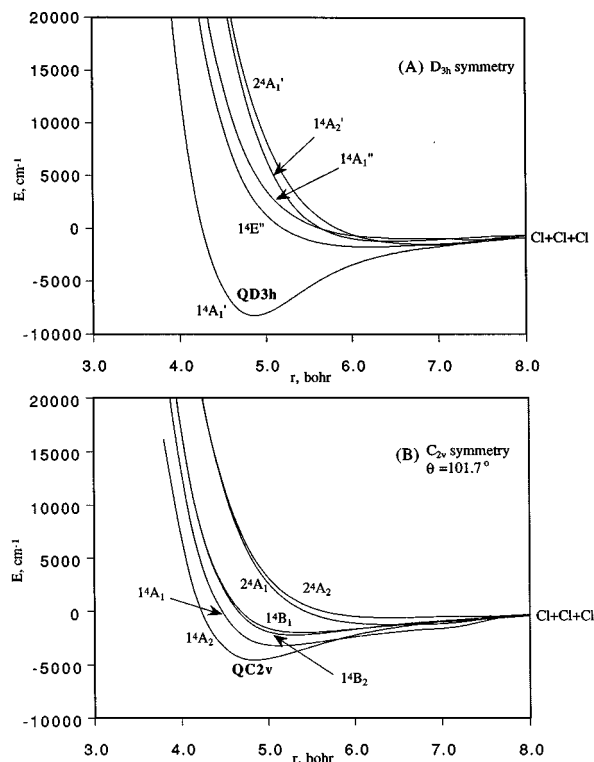 20000
(A) D3h symmetry
2⁴A₁'
15000
1⁴A₂'
10000
1⁴A₁"
E, cm⁻¹
5000
0
Cl+Cl+Cl
1⁴E"
-5000
QD3h
1⁴A₁'
-10000
3.0 4.0 5.0 6.0 7.0 8.0
r, bohr
20000
(B) C₂ᵥ symmetry
θ =101.7°
15000
10000
E, cm⁻¹
5000
2⁴A₁ 2⁴A₂
1⁴A₁
1⁴B₁
0
Cl+Cl+Cl
1⁴A₂
QC2v
1⁴B₂
-5000
-10000
3.0 4.0 5.0 6.0 7.0 8.0
r, bohr